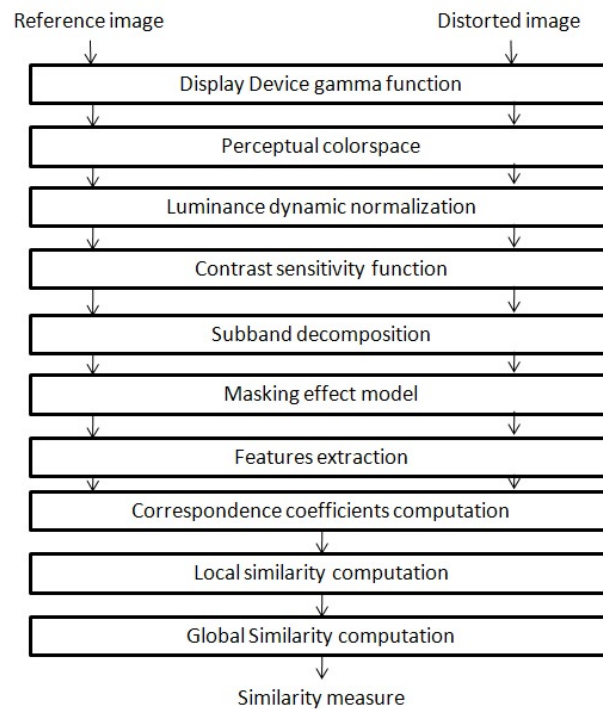 Reference image
Distorted image
Display Device gamma function
Perceptual colorspace
Luminance dynamic normalization
Contrast sensitivity function
Subband decomposition
Masking effect model
Features extraction
Correspondence coefficients computation
Local similarity computation
Global Similarity computation
Similarity measure